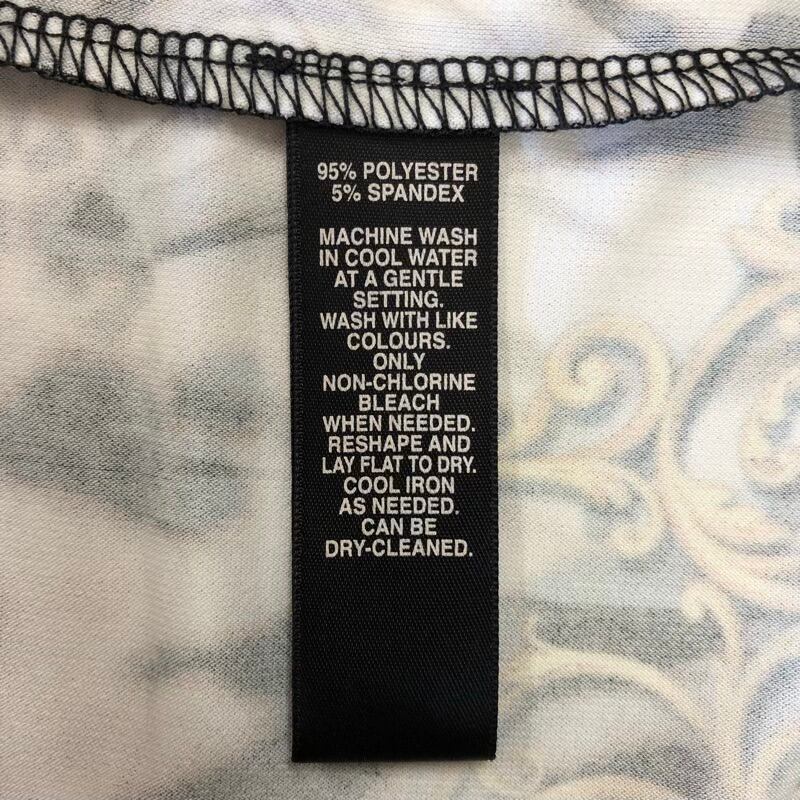 95% POLYESTER
5% SPANDEX
MACHINE WASH
IN COOL WATER
AT A GENTLE
SETTING.
WASH WITH LIKE
COLOURS.
ONLY
NON-CHLORINE
BLEACH
WHEN NEEDED.
RESHAPE AND
LAY FLAT TO DRY.
COOL IRON
AS NEEDED.
CAN BE
DRY-CLEANED.